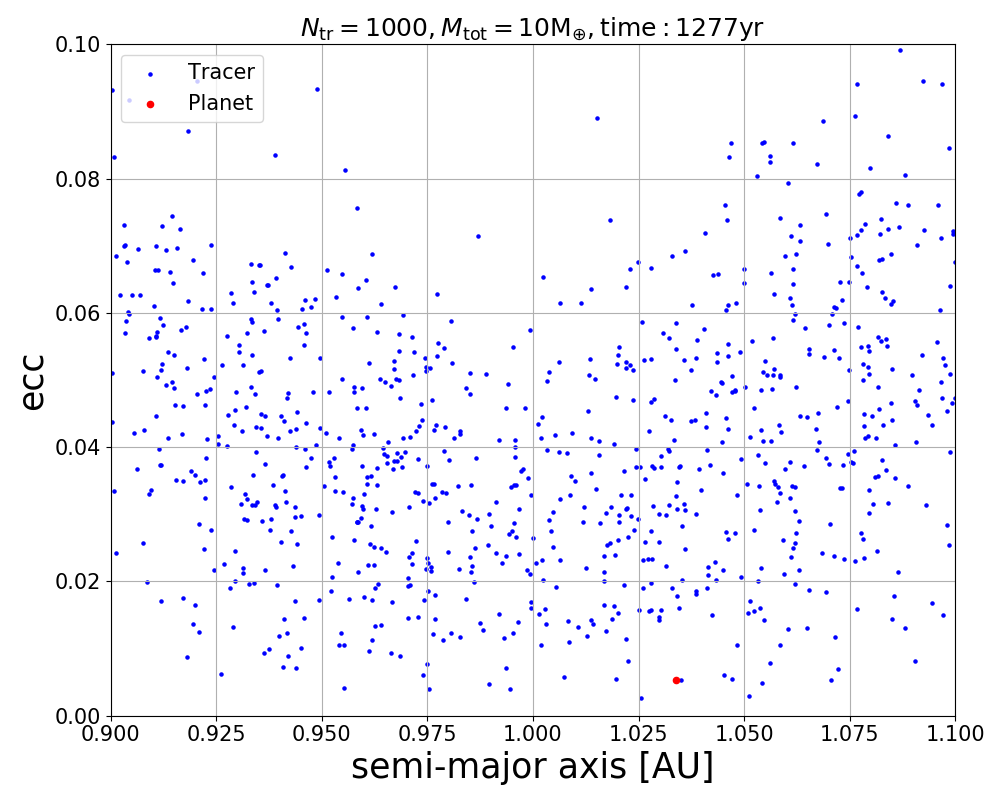 N_tr = 1000, M_tot = 10M_⊕, time : 1277yr
Tracer
Planet
0.10
0.08
0.06
0.04
0.02
0.00
ecc
0.900 0.925 0.950 0.975 1.000 1.025 1.050 1.075 1.100
semi-major axis [AU]